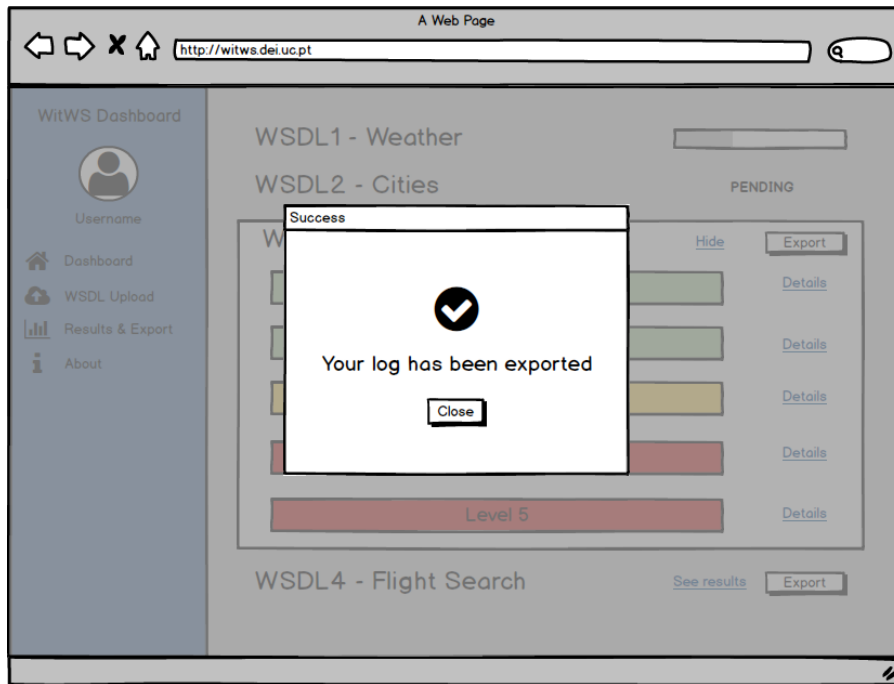 A Web Page
http://witws.dei.uc.pt
WitWS Dashboard
Username
Dashboard
WSDL Upload
Results & Export
About
WSDL1 - Weather
WSDL2 - Cities
PENDING
W
Hide
Export
Details
Details
Details
Details
Level 5
Details
WSDL4 - Flight Search
See results
Export
Success
Your log has been exported
Close